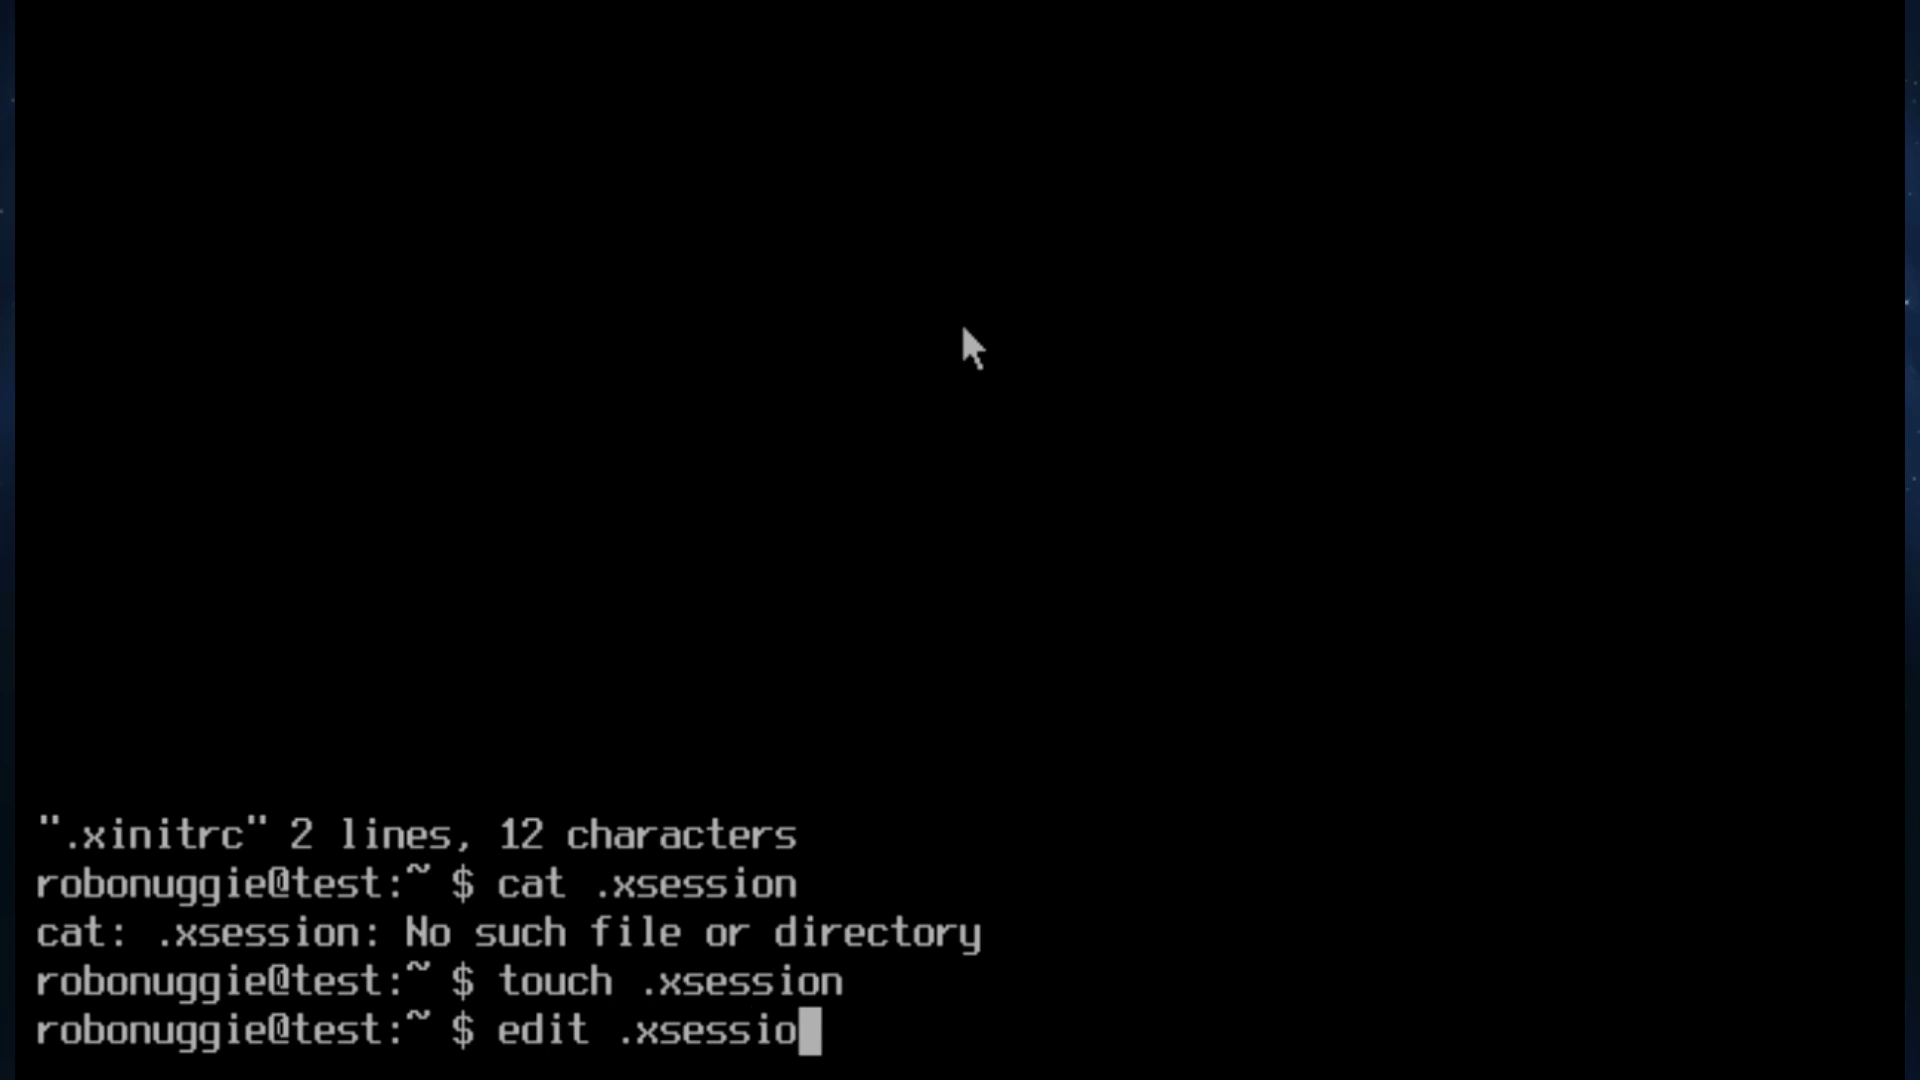 ".xinitrc" 2 lines, 12 characters
robonuggie@test:~ $ cat .xsession
cat: .xsession: No such file or directory
robonuggie@test:~ $ touch .xsession
robonuggie@test:~ $ edit .xsessio